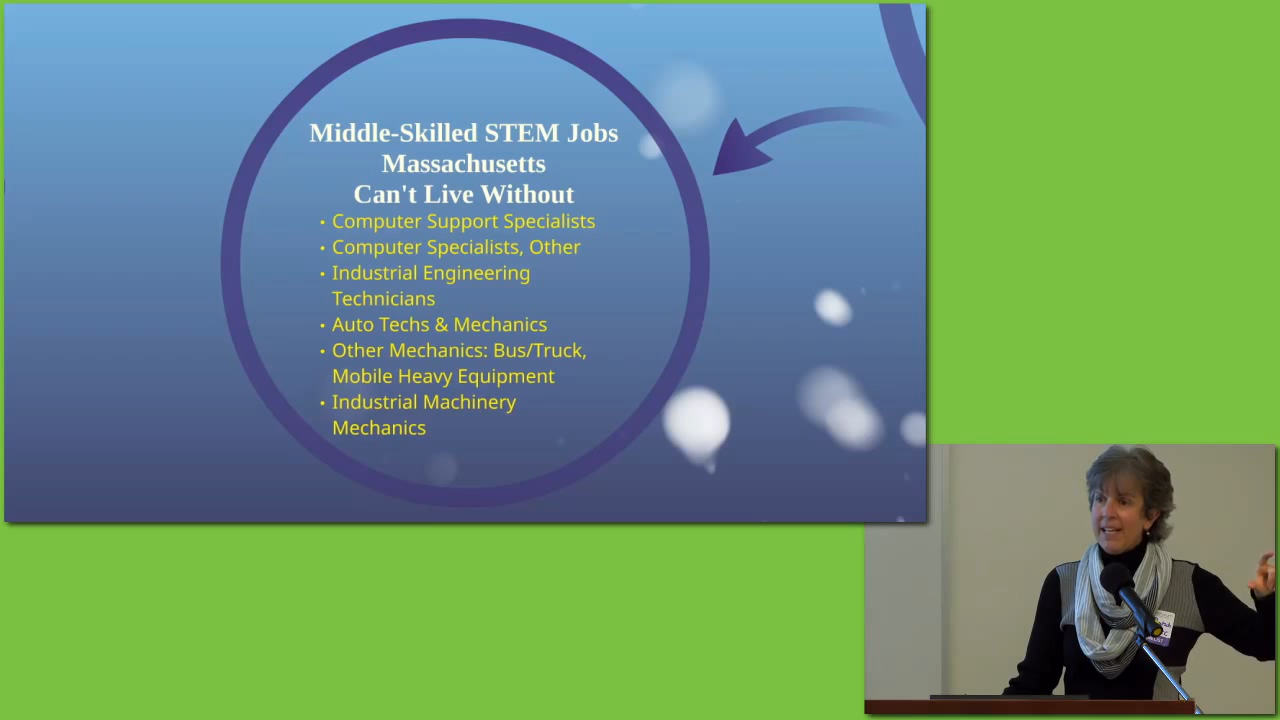 Middle-Skilled STEM Jobs
Massachusetts
Can't Live Without
• Computer Support Specialists
• Computer Specialists, Other
• Industrial Engineering
Technicians
• Auto Techs & Mechanics
• Other Mechanics: Bus/Truck,
Mobile Heavy Equipment
• Industrial Machinery
Mechanics